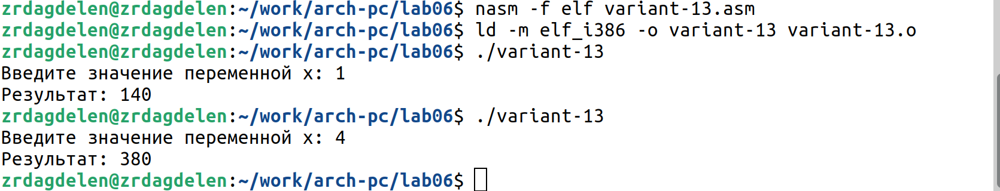 zrdagdelen@zrdagdelen:~/work/arch-pc/lab06$ nasm -f elf variant-13.asm
zrdagdelen@zrdagdelen:~/work/arch-pc/lab06$ ld -m elf_i386 -o variant-13 variant-13.o
zrdagdelen@zrdagdelen:~/work/arch-pc/lab06$ ./variant-13
Введите значение переменной х: 1
Результат: 140
zrdagdelen@zrdagdelen:~/work/arch-pc/lab06$ ./variant-13
Введите значение переменной х: 4
Результат: 380
zrdagdelen@zrdagdelen:~/work/arch-pc/lab06$